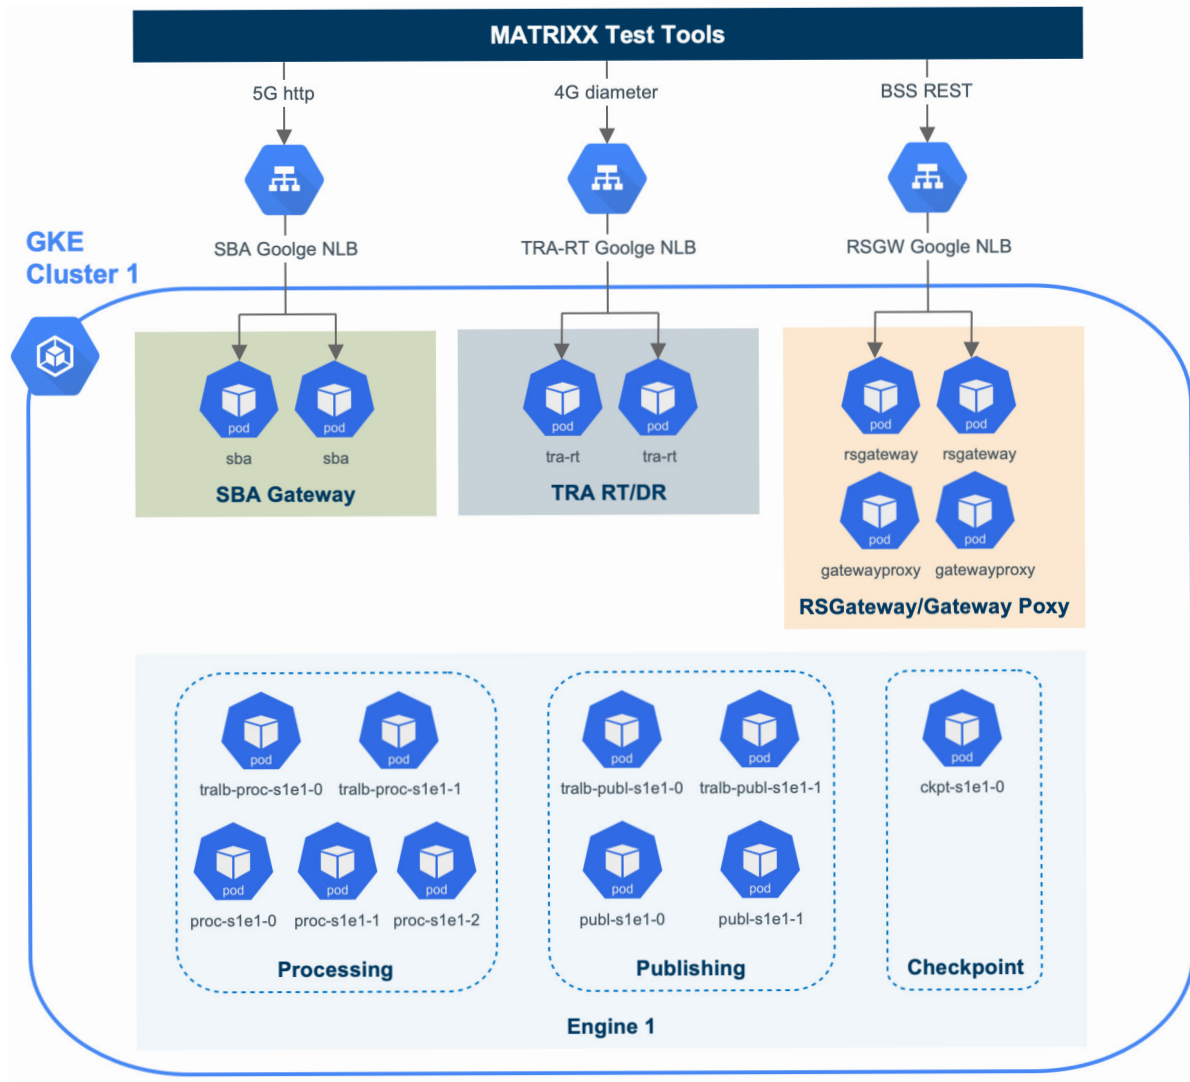 MATRIXX Test Tools
5G http
4G diameter
BSS REST
SBA Goolge NLB
TRA-RT Goolge NLB
RSGW Google NLB
GKE
Cluster 1
pod
pod
pod
pod
pod
pod
sba
sba
tra-rt
tra-rt
rsgateway
rsgateway
SBA Gateway
TRA RT/DR
pod
pod
gatewayproxy
gatewayproxy
RSGateway/Gateway Poxy
pod
pod
pod
pod
pod
tralb-proc-s1e1-0
tralb-proc-s1e1-1
tralb-publ-s1e1-0
tralb-publ-s1e1-1
ckpt-s1e1-0
pod
pod
pod
pod
pod
proc-s1e1-0
proc-s1e1-1
proc-s1e1-2
publ-s1e1-0
publ-s1e1-1
Processing
Publishing
Checkpoint
Engine 1